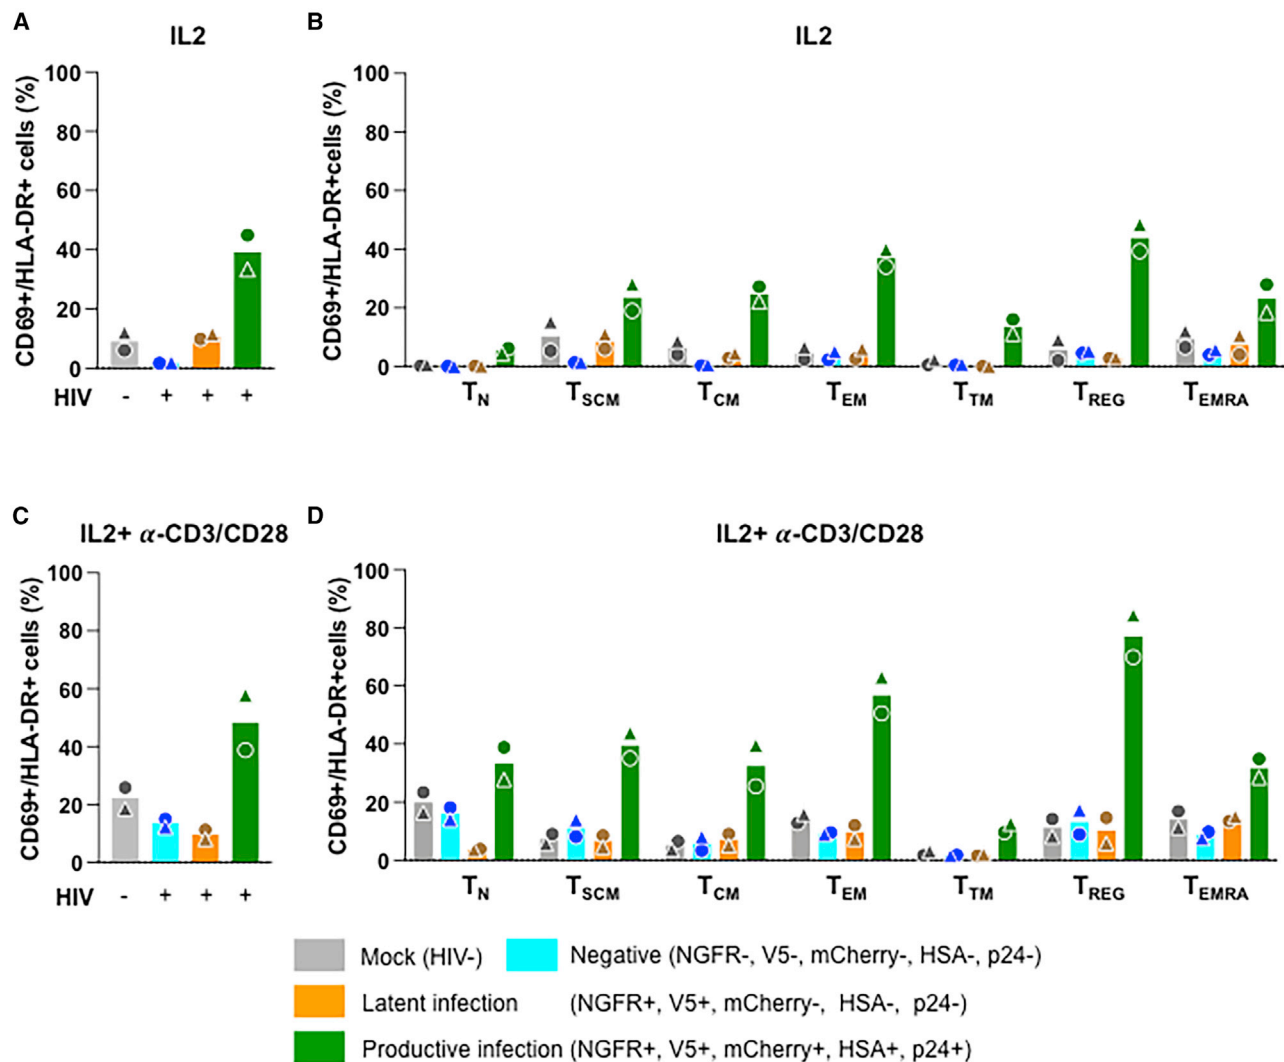 A
IL2
CD69+/HLA-DR+ cells (%)
100
80
60
40
20
0
HIV - + + +
B
IL2
CD69+/HLA-DR+cells (%)
100
80
60
40
20
0
TN TSCM TCM TEM TTM TREG TEMRA
C
IL2+ α-CD3/CD28
CD69+/HLA-DR+ cells (%)
100
80
60
40
20
0
HIV - + + +
D
IL2+ α-CD3/CD28
CD69+/HLA-DR+cells (%)
100
80
60
40
20
0
TN TSCM TCM TEM TTM TREG TEMRA
Mock (HIV-) Negative (NGFR-, V5-, mCherry-, HSA-, p24-)
Latent infection (NGFR+, V5+, mCherry-, HSA-, p24-)
Productive infection (NGFR+, V5+, mCherry+, HSA+, p24+)